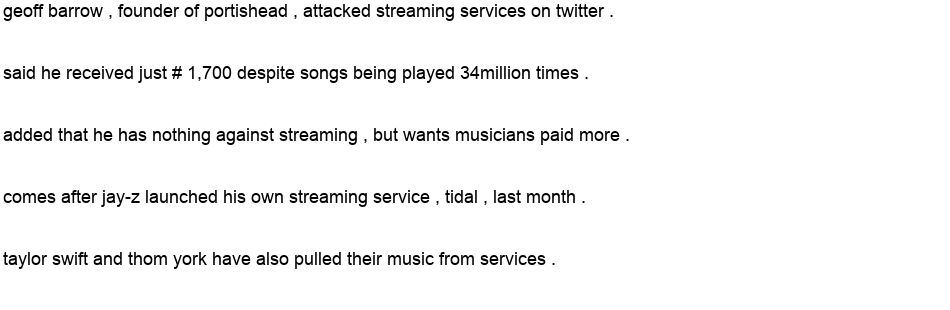 geoff barrow , founder of portishead , attacked streaming services on twitter .
said he received just # 1,700 despite songs being played 34million times .
added that he has nothing against streaming , but wants musicians paid more .
comes after jay-z launched his own streaming service , tidal , last month .
taylor swift and thom york have also pulled their music from services .